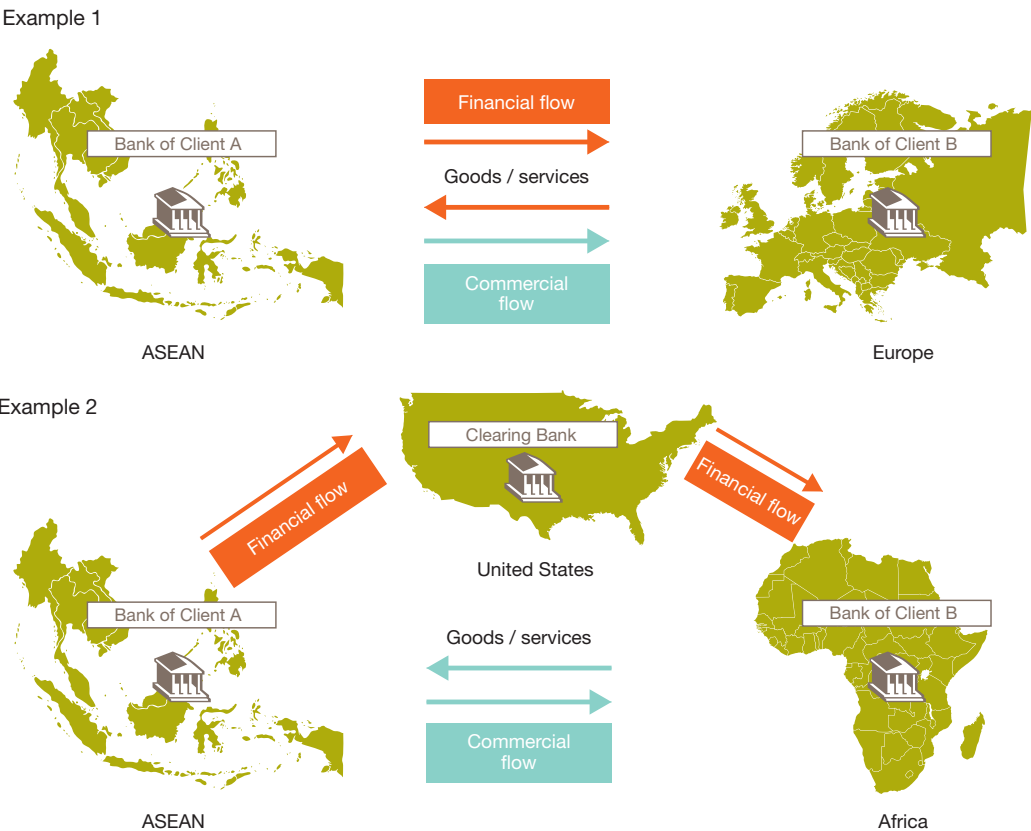 Example 1
Financial flow
Bank of Client A
Bank of Client B
Goods / services
Commercial
flow
ASEAN
Europe
Example 2
Clearing Bank
Financial flow
Financial flow
United States
Bank of Client A
Bank of Client B
Goods / services
Commercial
flow
ASEAN
Africa